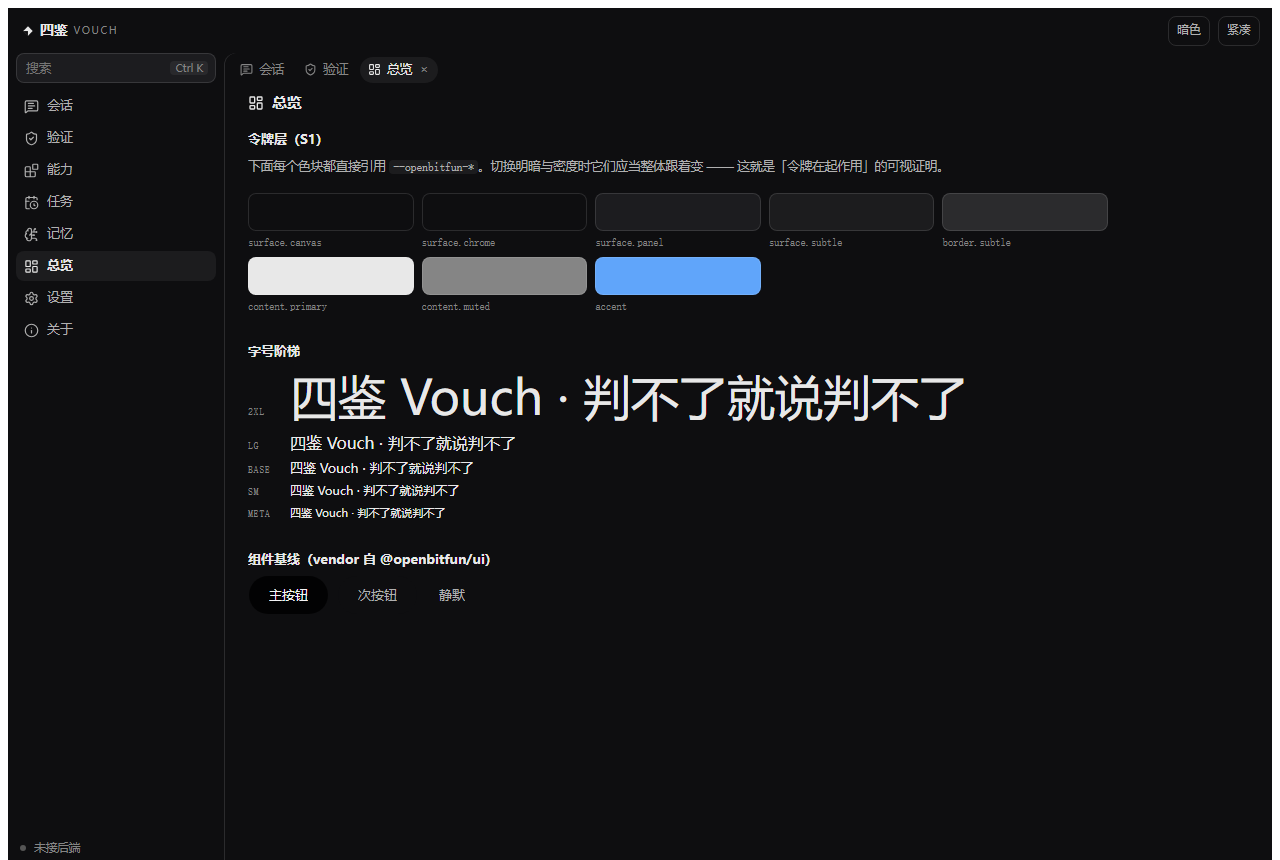 四鉴 VOUCH
暗色 紧凑
搜索 Ctrl K
会话
验证
能力
任务
记忆
总览
设置
关于
未接后端
会话 验证 总览 ×
总览
令牌层（S1）
下面每个色块都直接引用 --openbitfun-* 。切换明暗与密度时它们应当整体跟着变 —— 这就是「令牌在起作用」的可视证明。
surface.canvas surface.chrome surface.panel surface.subtle border.subtle
content.primary content.muted accent
字号阶梯
2XL 四鉴 Vouch · 判不了就说判不了
LG 四鉴 Vouch · 判不了就说判不了
BASE 四鉴 Vouch · 判不了就说判不了
SM 四鉴 Vouch · 判不了就说判不了
META 四鉴 Vouch · 判不了就说判不了
组件基线（vendor 自 @openbitfun/ui）
主按钮 次按钮 静默